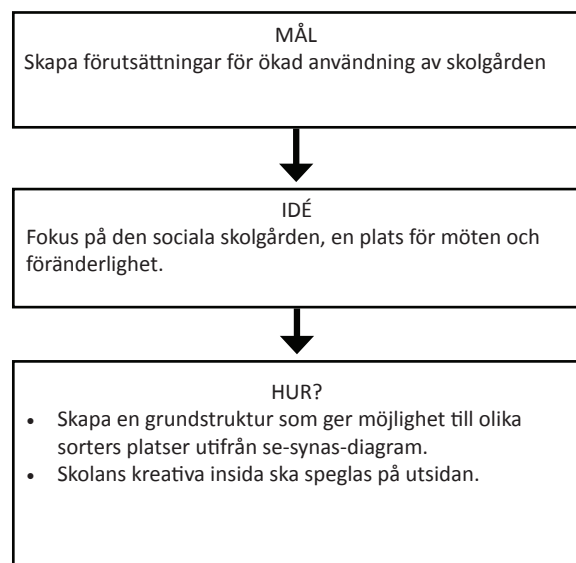 MÅL
Skapa förutsättningar för ökad användning av skolgården
IDÉ
Fokus på den sociala skolgården, en plats för möten och
föränderlighet.
HUR?
• Skapa en grundstruktur som ger möjlighet till olika
sorters platser utifrån se-synas-diagram.
• Skolans kreativa insida ska speglas på utsidan.